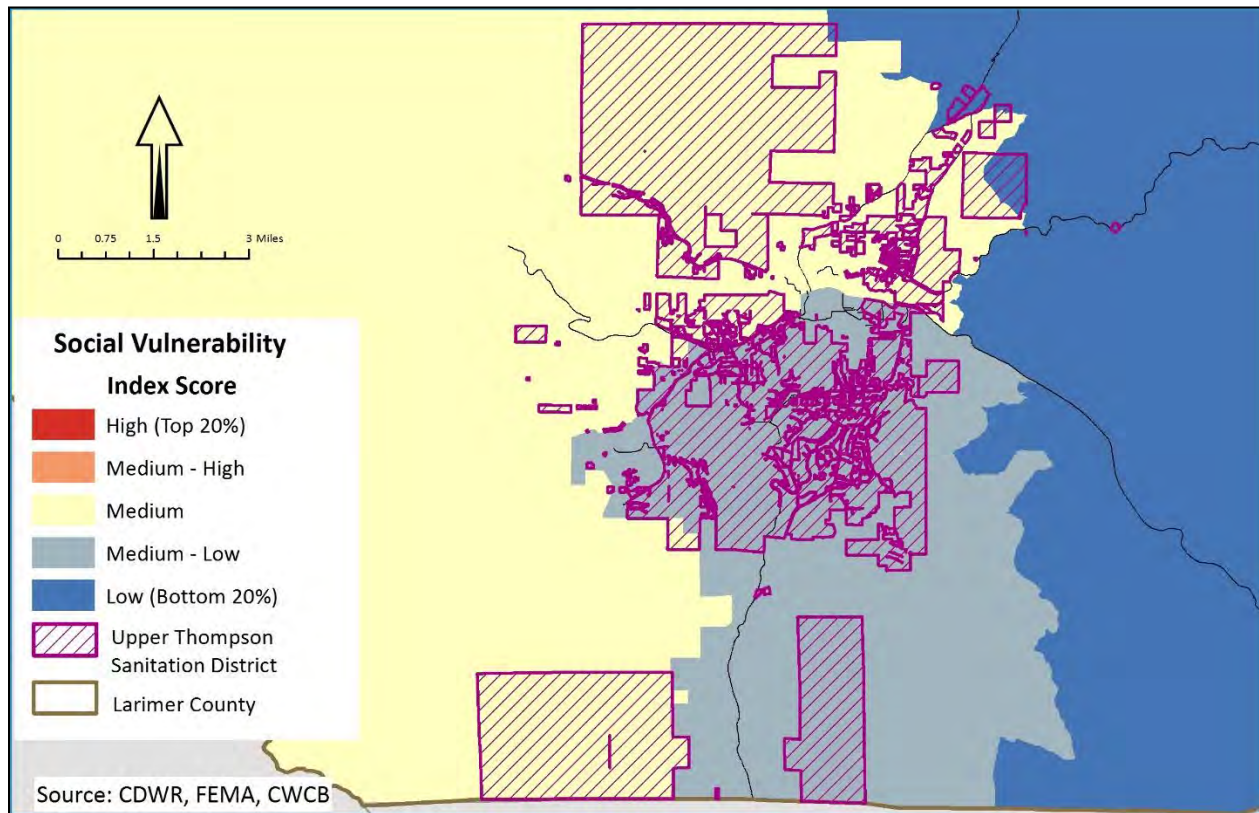 0 0.75 1.5 3 Miles
Social Vulnerability
Index Score
High (Top 20%)
Medium - High
Medium
Medium - Low
Low (Bottom 20%)
Upper Thompson
Sanitation District
Larimer County
Source: CDWR, FEMA, CWCB